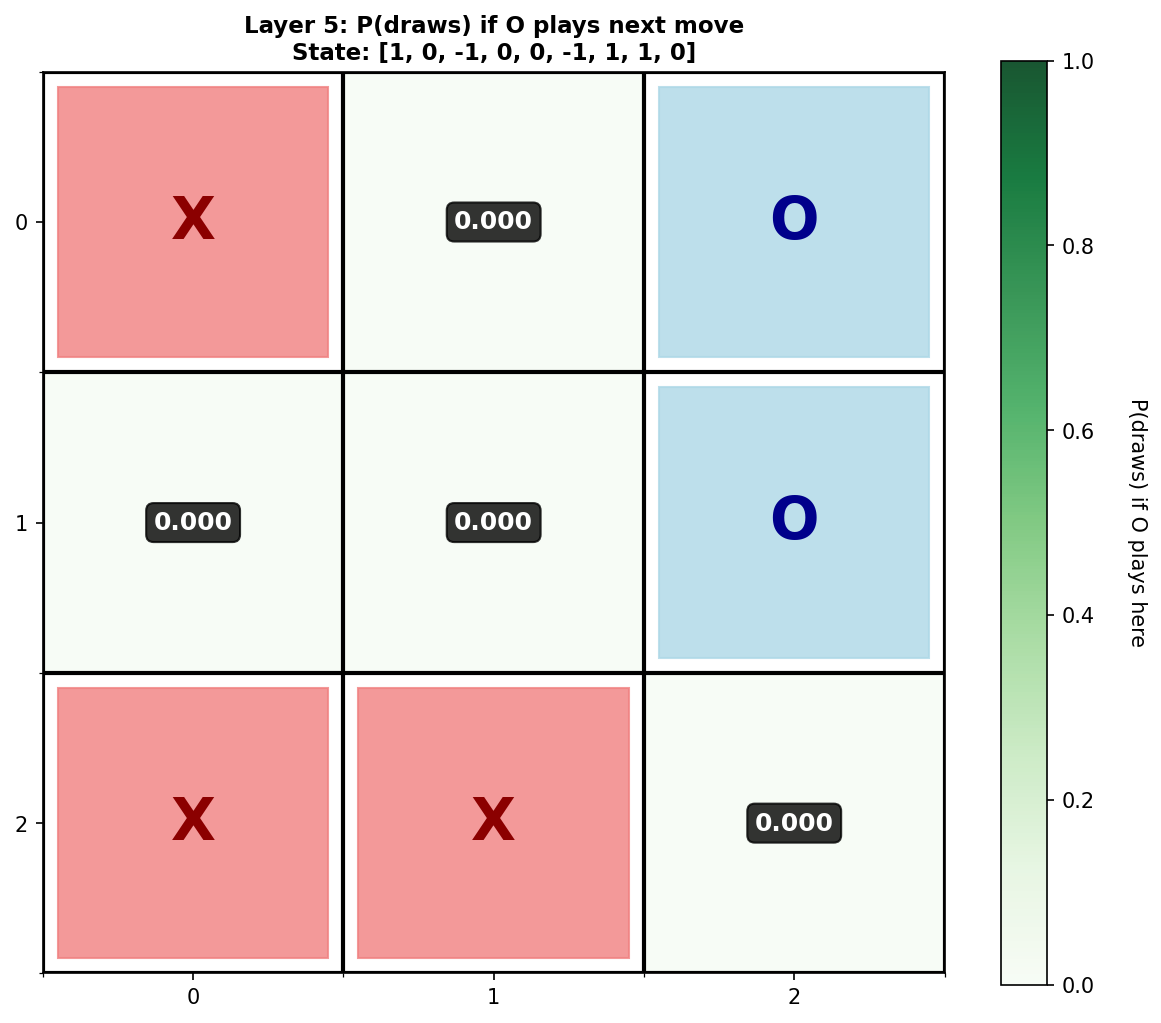 Layer 5: P(draws) if O plays next move
State: [1, 0, -1, 0, 0, -1, 1, 1, 0]
X
0.000
O
0
0.000
0.000
O
1
X
X
0.000
2
0
1
2
1.0
0.8
0.6
0.4
0.2
0.0
P(draws) if O plays here